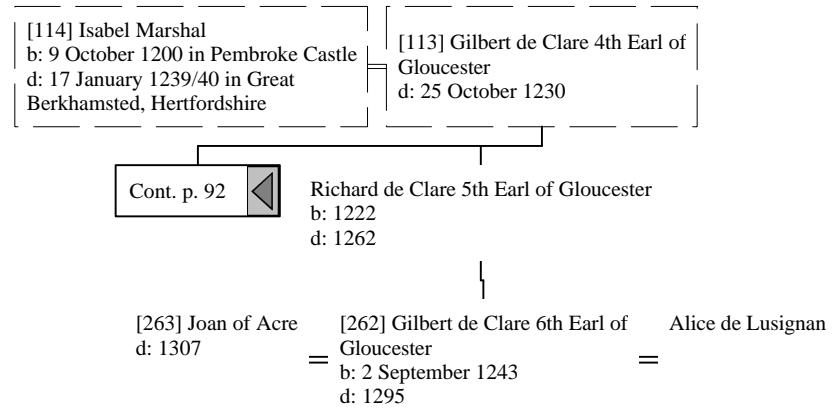 [114] Isabel Marshal
b: 9 October 1200 in Pembroke Castle
d: 17 January 1239/40 in Great
Berkhamsted, Hertfordshire
[113] Gilbert de Clare 4th Earl of
Gloucester
d: 25 October 1230
Cont. p. 92
Richard de Clare 5th Earl of Gloucester
b: 1222
d: 1262
[263] Joan of Acre
d: 1307
=
[262] Gilbert de Clare 6th Earl of
Gloucester
b: 2 September 1243
d: 1295
=
Alice de Lusignan